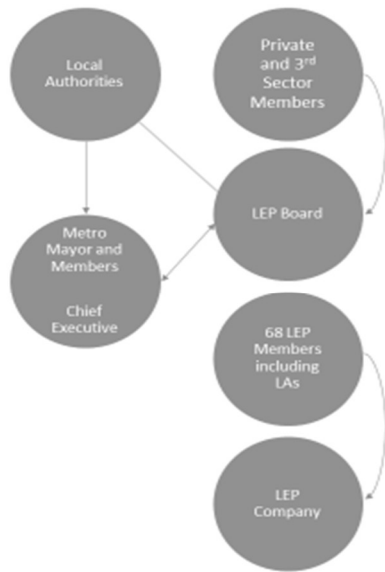 Local
Authorities
Private
and 3rd
Sector
Members
LEP Board
Metro
Mayor and
Members
Chief
Executive
68 LEP
Members
including
LAs
LEP
Company